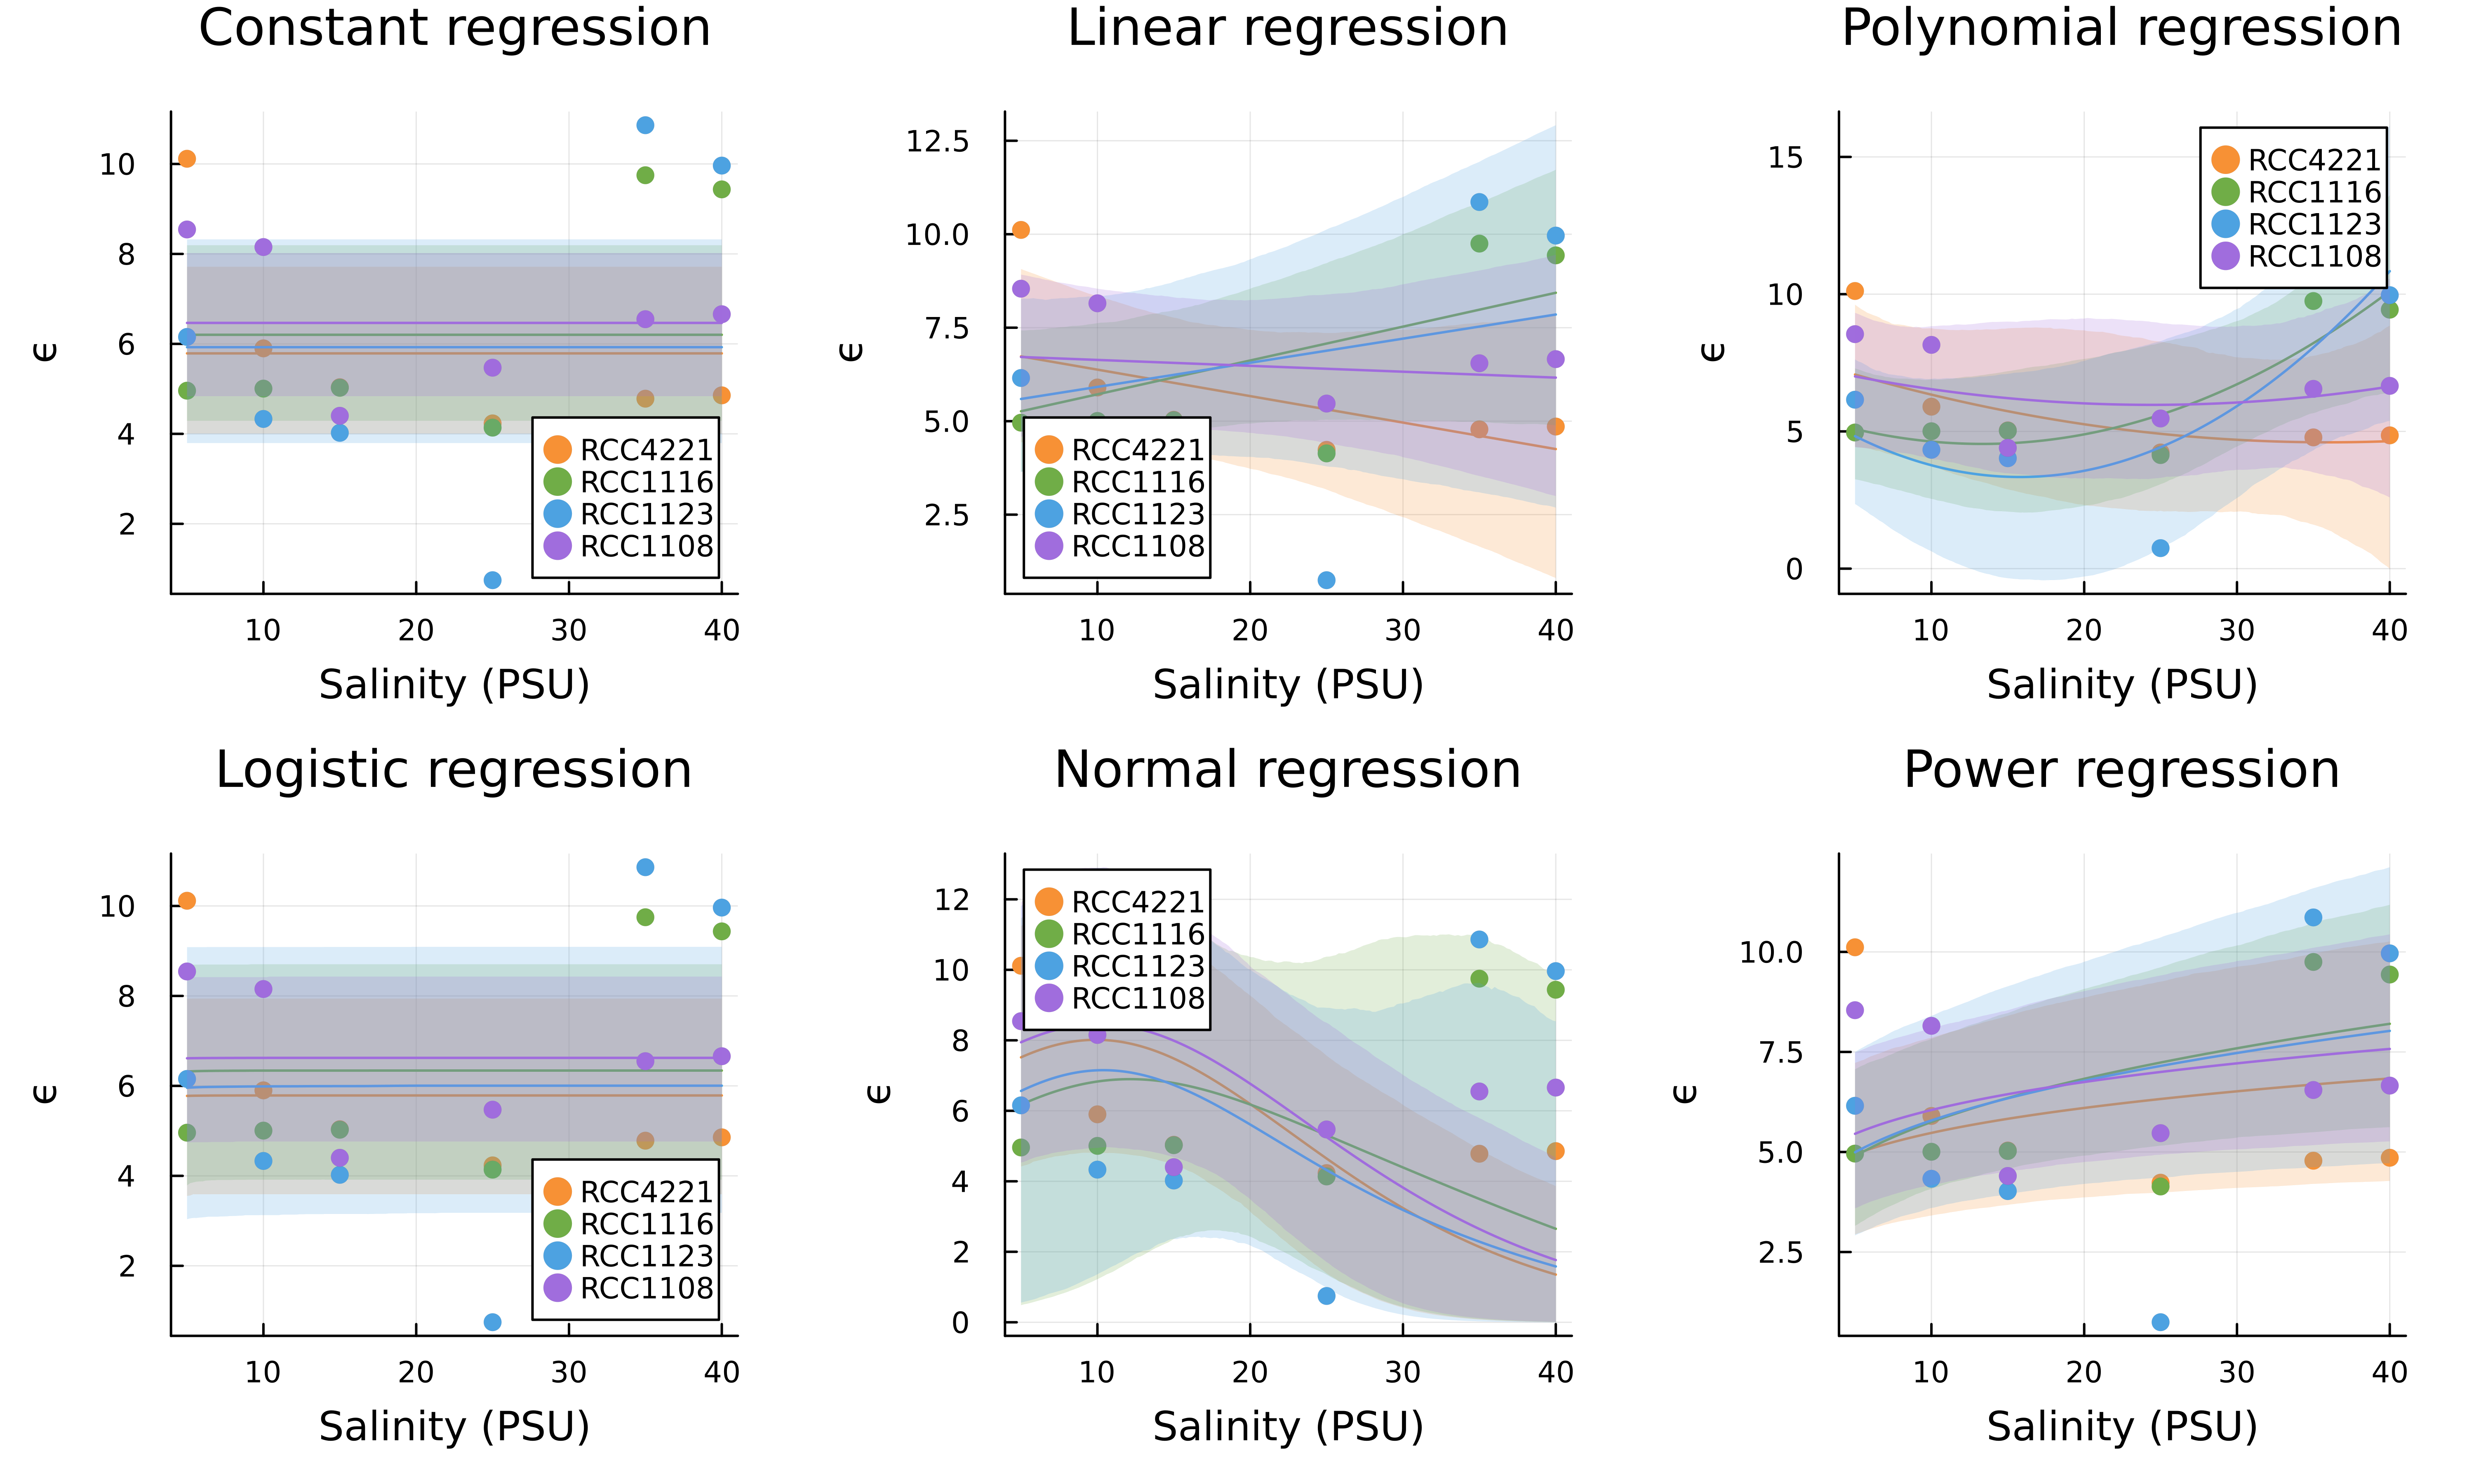 Constant regression
10
8
6
4
2
ϵ
RCC4221
RCC1116
RCC1123
RCC1108
10 20 30 40
Salinity (PSU)
Linear regression
12.5
10.0
7.5
5.0
2.5
ϵ
RCC4221
RCC1116
RCC1123
RCC1108
10 20 30 40
Salinity (PSU)
Polynomial regression
15
10
5
0
ϵ
RCC4221
RCC1116
RCC1123
RCC1108
10 20 30 40
Salinity (PSU)
Logistic regression
10
8
6
4
2
ϵ
RCC4221
RCC1116
RCC1123
RCC1108
10 20 30 40
Salinity (PSU)
Normal regression
12
10
8
6
4
2
0
ϵ
RCC4221
RCC1116
RCC1123
RCC1108
10 20 30 40
Salinity (PSU)
Power regression
10.0
7.5
5.0
2.5
ϵ
10 20 30 40
Salinity (PSU)